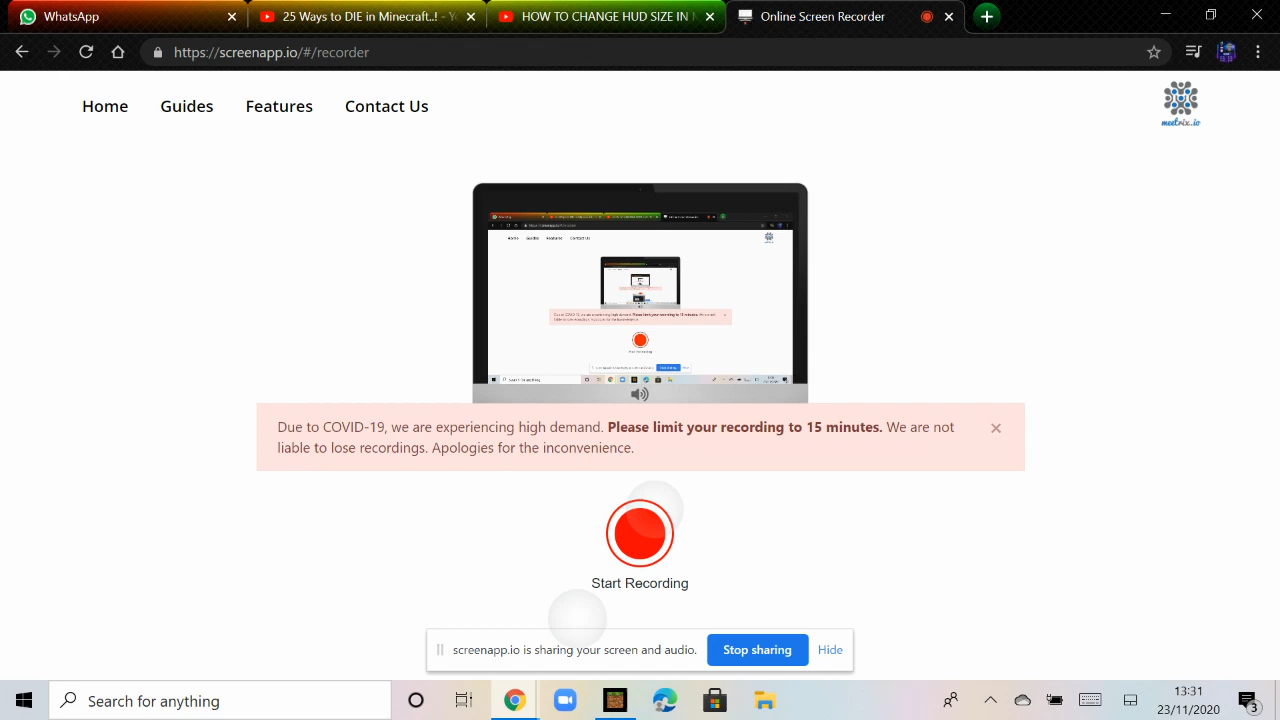 WhatsApp
25 Ways to DIE in Minecraft..! - Y
HOW TO CHANGE HUD SIZE IN
Online Screen Recorder
https://screenapp.io/#/recorder
Home
Guides
Features
Contact Us
meetrix.io
Due to COVID-19, we are experiencing high demand. Please limit your recording to 15 minutes. We are not
liable to lose recordings. Apologies for the inconvenience.
Start Recording
screenapp.io is sharing your screen and audio.
Stop sharing
Hide
Search for anything
13:31
23/11/2020
3